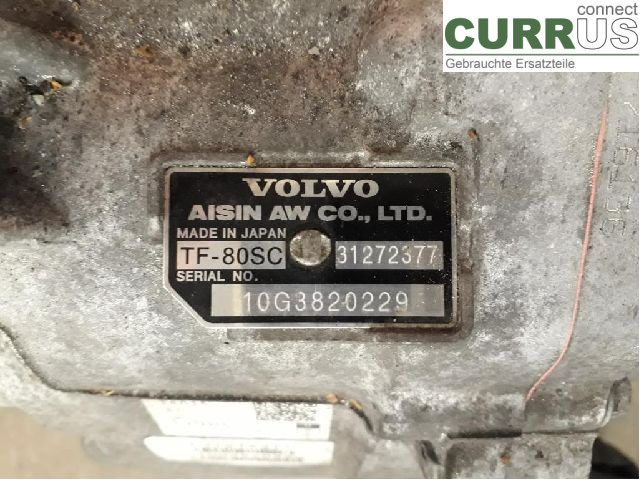 connect
CURRUS
Gebrauchte Ersatzteile
VOLVO
AISIN AW CO., LTD.
MADE IN JAPAN
TF-80SC 31272377
SERIAL NO.
10G3820229